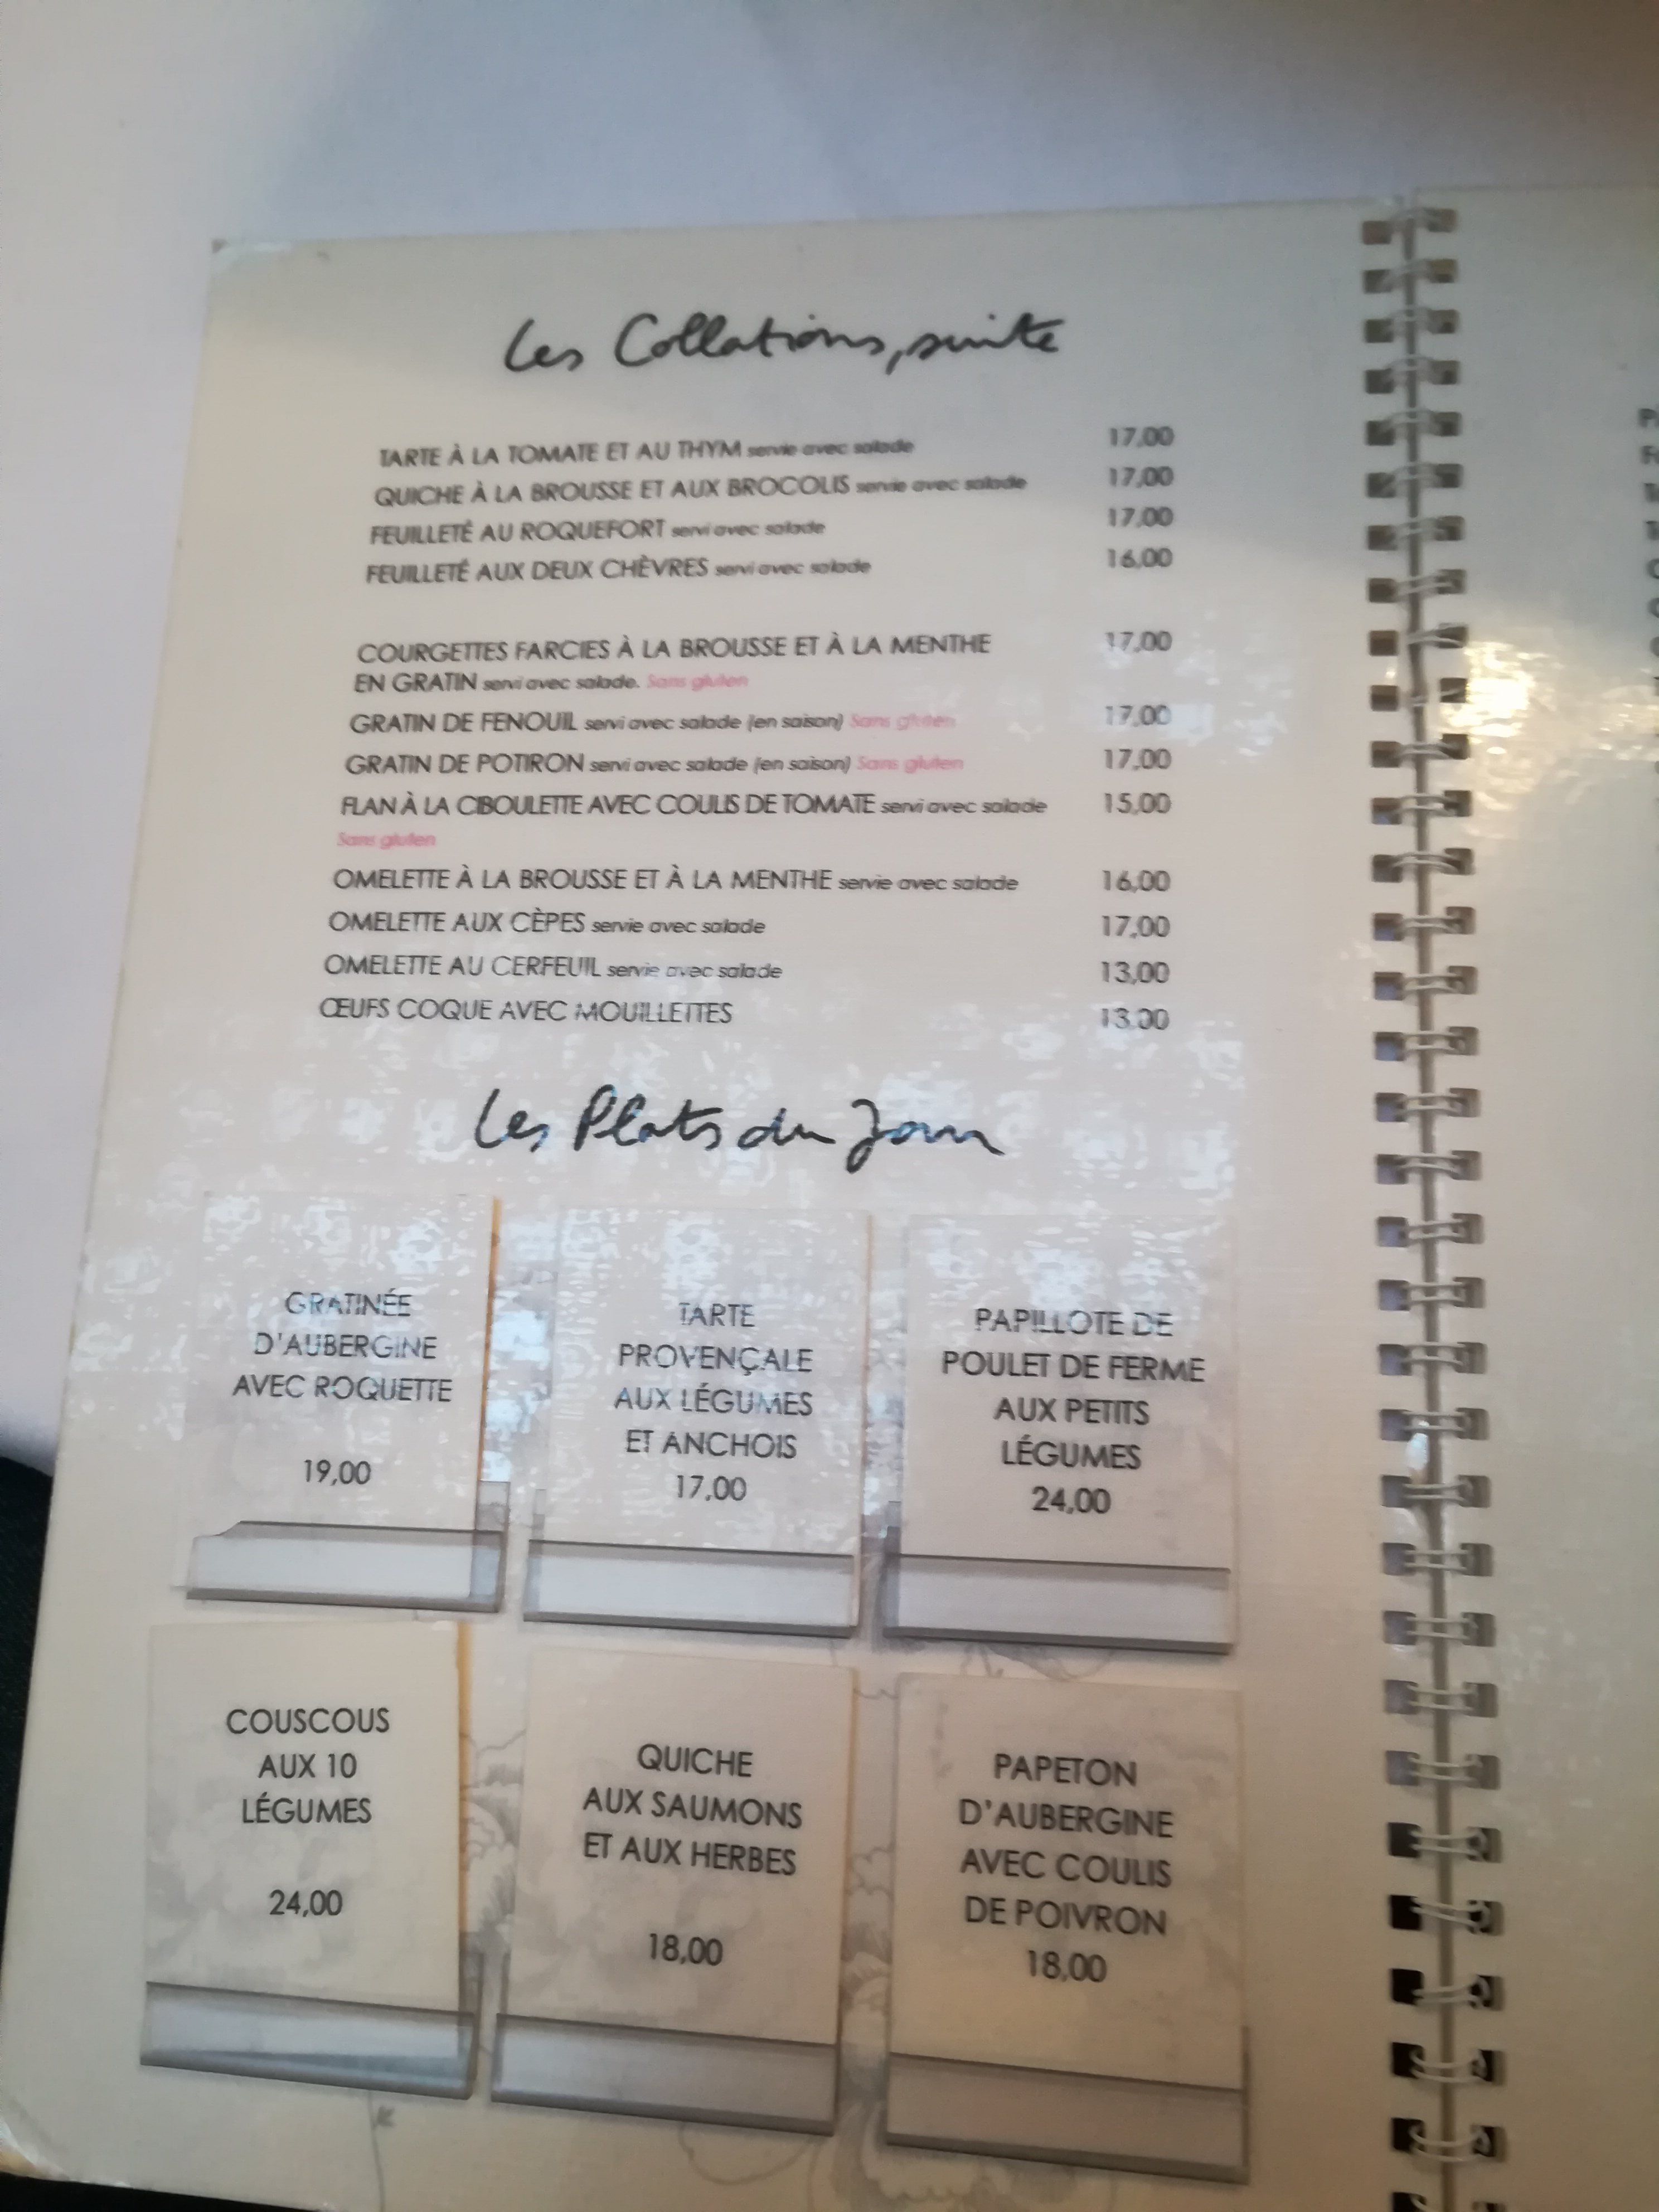 Les Collations, suite
TARTE À LA TOMATE ET AU THYM servie avec salade 17,00
QUICHE À LA BROUSSE ET AUX BROCOLIS servie avec salade 17,00
FEUILLETÉ AU ROQUEFORT servi avec salade 17,00
FEUILLETÉ AUX DEUX CHÈVRES servi avec salade 16,00
COURGETTES FARCIES À LA BROUSSE ET À LA MENTHE 17,00
EN GRATIN servi avec salade. Sans gluten
GRATIN DE FENOUIL servi avec salade (en saison) Sans gluten 17,00
GRATIN DE POTIRON servi avec salade (en saison) Sans gluten 17,00
FLAN À LA CIBOULETTE AVEC COULIS DE TOMATE servi avec salade 15,00
Sans gluten
OMELETTE À LA BROUSSE ET À LA MENTHE servie avec salade 16,00
OMELETTE AUX CÈPES servie avec salade 17,00
OMELETTE AU CERFEUIL servie avec salade 13,00
ŒUFS COQUE AVEC MOUILLETTES 13,00
Les Plats du Jour
GRATINÉE
D'AUBERGINE
AVEC ROQUETTE
19,00
TARTE
PROVENÇALE
AUX LÉGUMES
ET ANCHOIS
17,00
PAPILLOTE DE
POULET DE FERME
AUX PETITS
LÉGUMES
24,00
COUSCOUS
AUX 10
LÉGUMES
24,00
QUICHE
AUX SAUMONS
ET AUX HERBES
18,00
PAPETON
D'AUBERGINE
AVEC COULIS
DE POIVRON
18,00